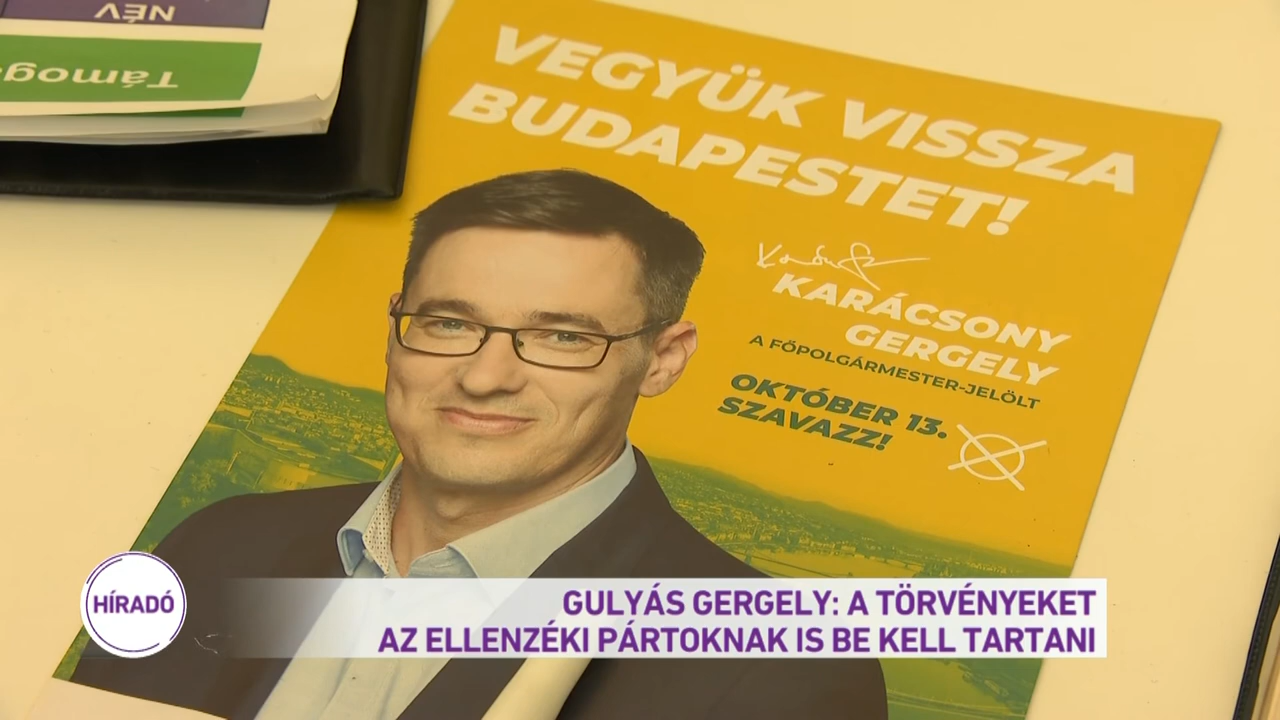 NÉV
Támog
VEGYÜK VISSZA
BUDAPESTET!
KARÁCSONY
GERGELY
A FŐPOLGÁRMESTER-JELÖLT
OKTÓBER 13.
SZAVAZZ!
HÍRADÓ
GULYÁS GERGELY: A TÖRVÉNYEKET
AZ ELLENZÉKI PÁRTOKNAK IS BE KELL TARTANI